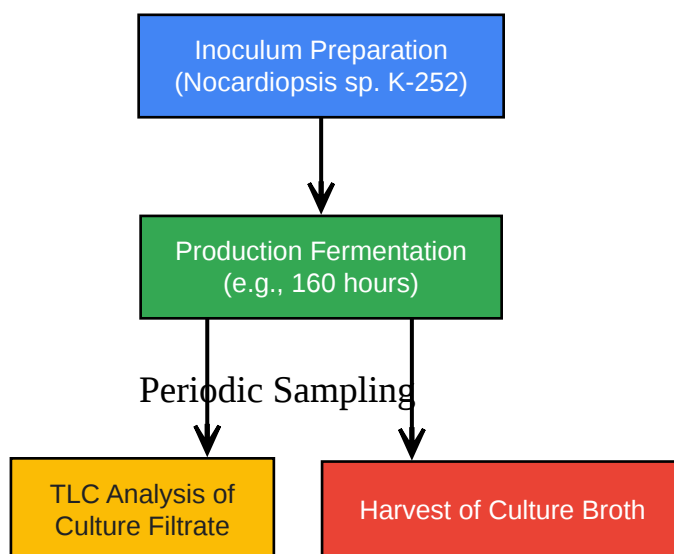 Inoculum Preparation
(Nocardiopsis sp. K-252)
Production Fermentation
(e.g., 160 hours)
Periodic Sampling
TLC Analysis of
Culture Filtrate
Harvest of Culture Broth